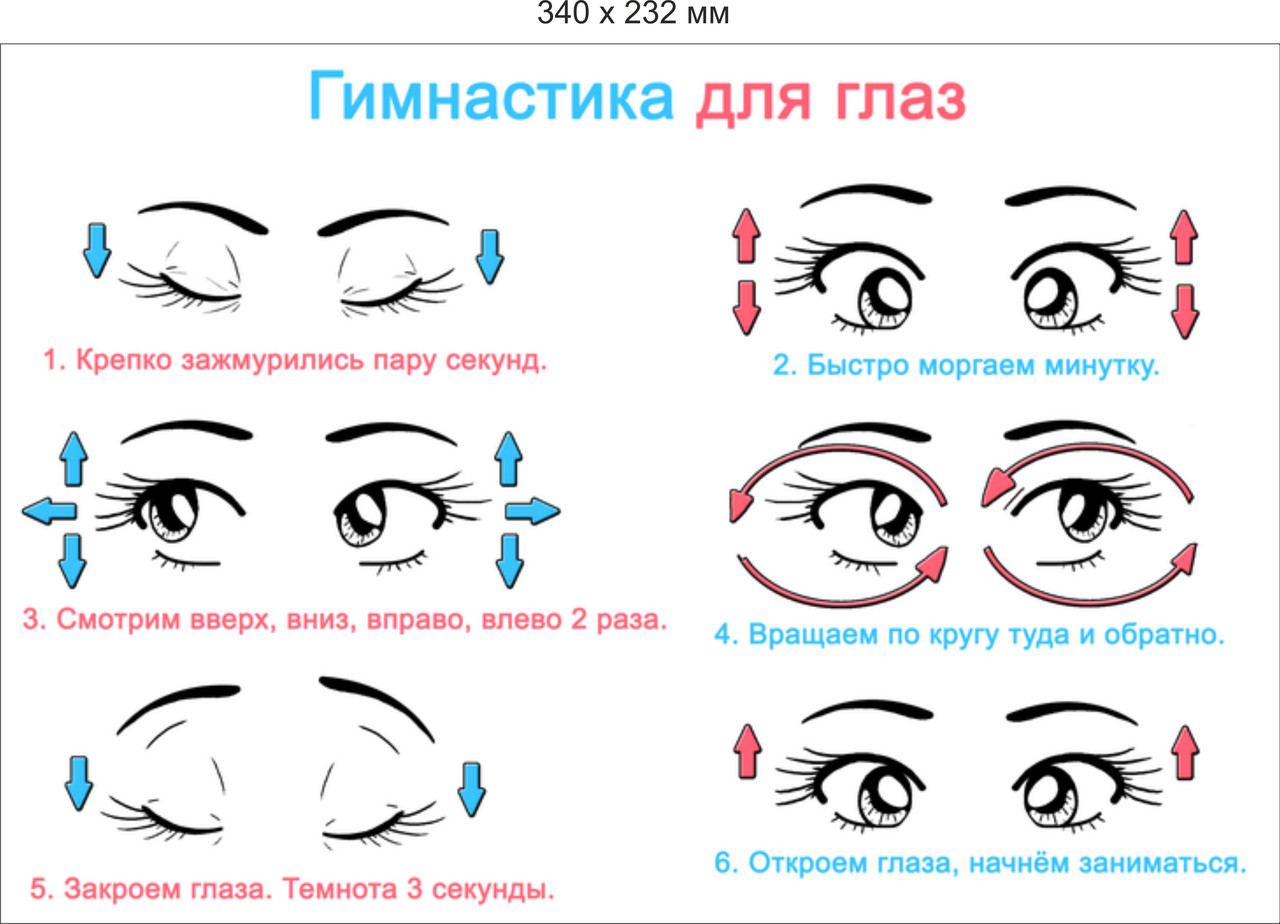 340 x 232 мм
Гимнастика для глаз
1. Крепко зажмурились пару секунд.
2. Быстро моргаем минутку.
3. Смотрим вверх, вниз, вправо, влево 2 раза.
4. Вращаем по кругу туда и обратно.
5. Закроем глаза. Темнота 3 секунды.
6. Откроем глаза, начнём заниматься.